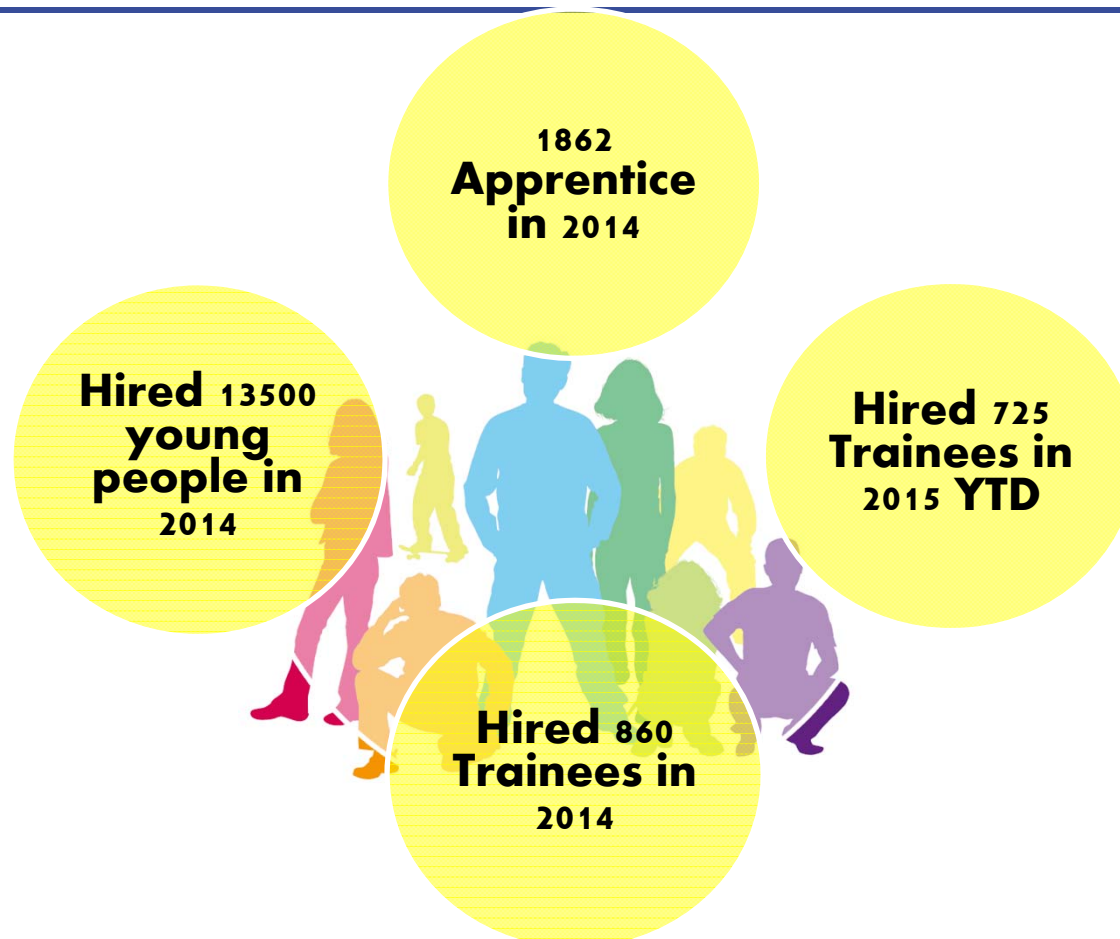 1862
Apprentice
in 2014
Hired 13500
young
people in
2014
Hired 725
Trainees in
2015 YTD
Hired 860
Trainees in
2014